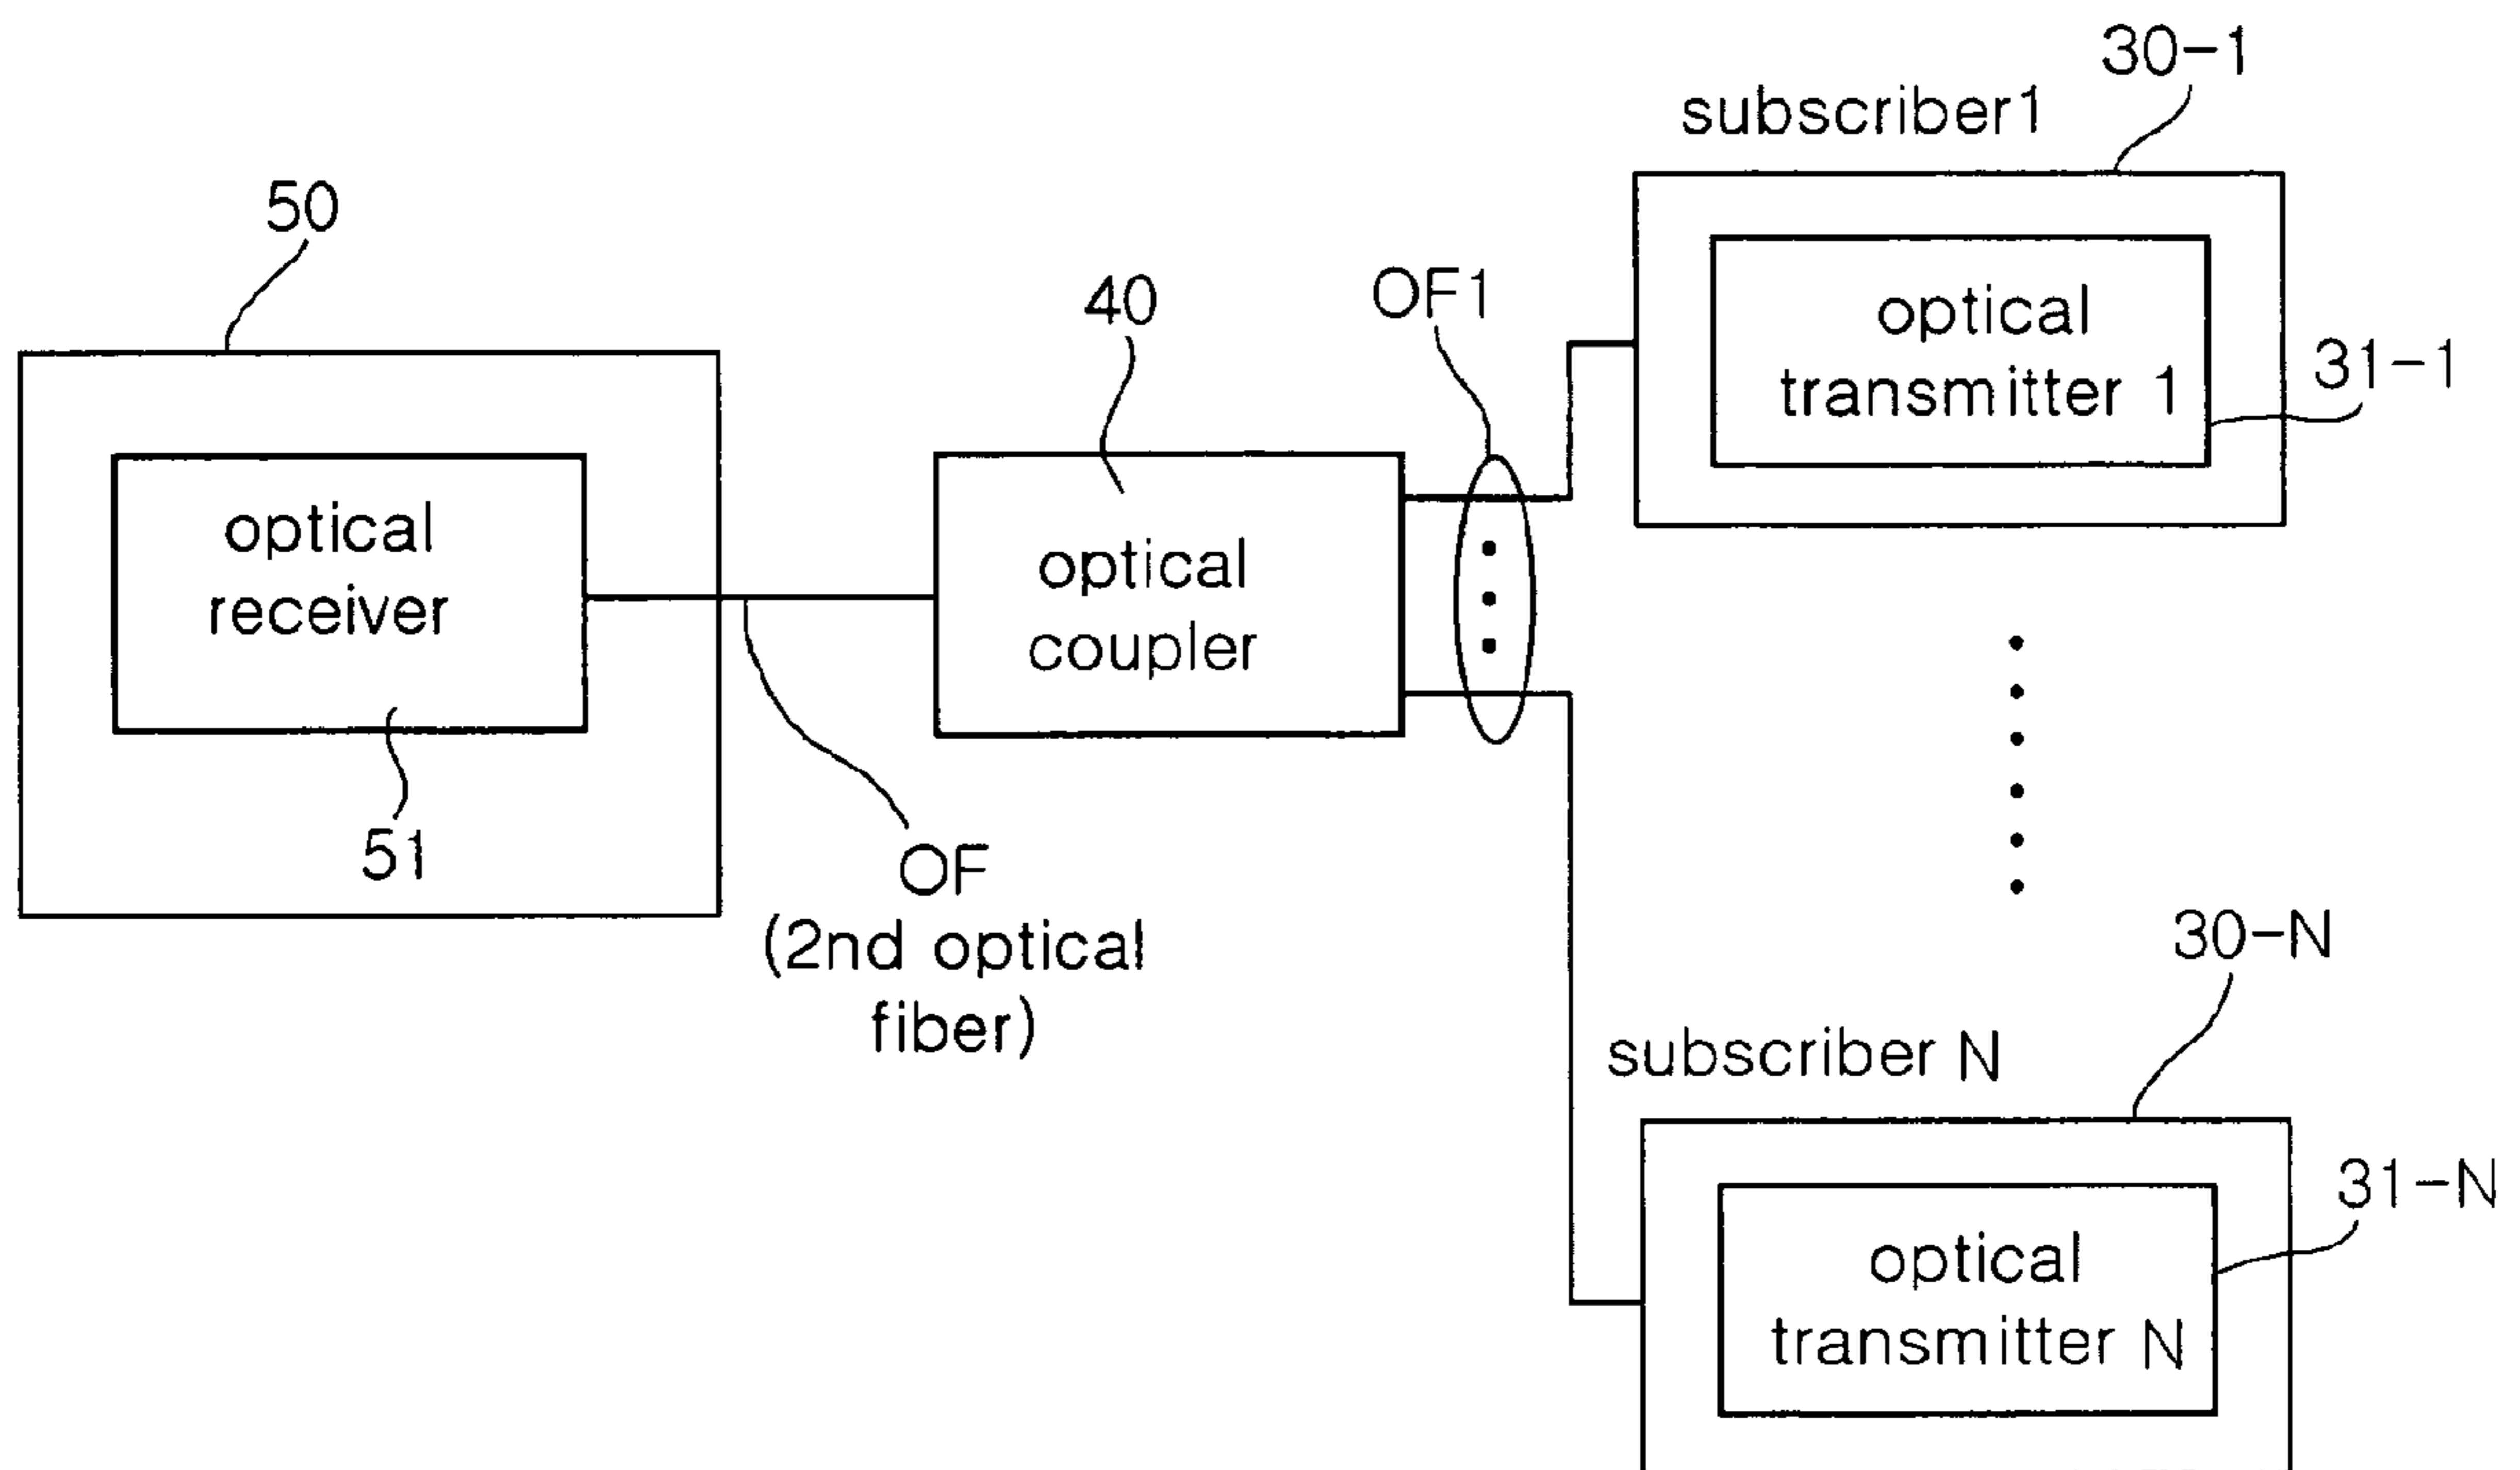 30-1
subscriber1
50
40
OF1
optical
transmitter 1
31-1
optical
receiver
optical
coupler
51
OF
(2nd optical
fiber)
30-N
subscriber N
31-N
optical
transmitter N